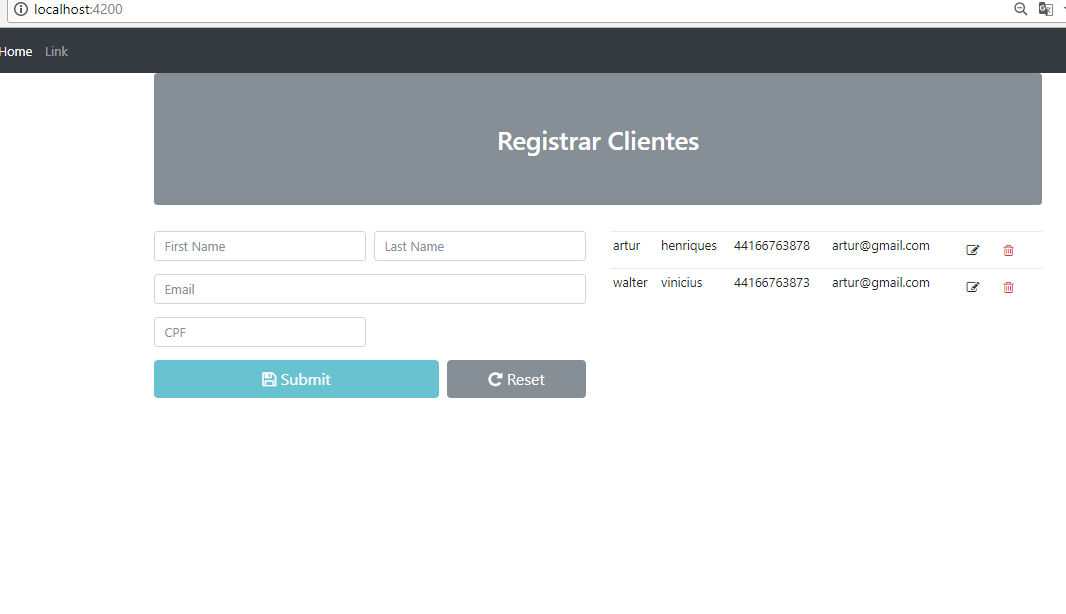 localhost:4200
Home Link
Registrar Clientes
First Name Last Name
Email
CPF
Submit Reset
artur henriques 44166763878 artur@gmail.com
walter vinicius 44166763873 artur@gmail.com